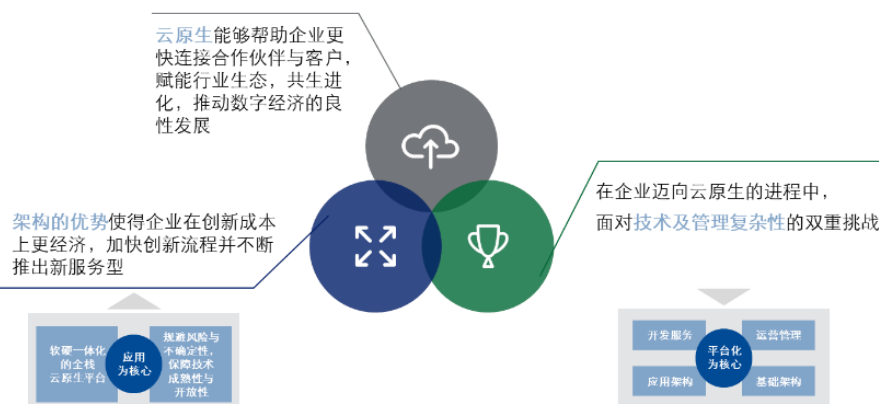 云原生能够帮助企业更
快连接合作伙伴与客户，
赋能行业生态，共生进
化，推动数字经济的良
性发展
架构的优势使得企业在创新成本
上更经济，加快创新流程并不断
推出新服务型
在企业迈向云原生的进程中，
面对技术及管理复杂性的双重挑战
软硬一体化
的全栈
云原生平台
应用
为核心
规避风险与
不确定性，
保障技术
成熟性与
开放性
开发服务
运营管理
平台化
为核心
应用架构
基础架构